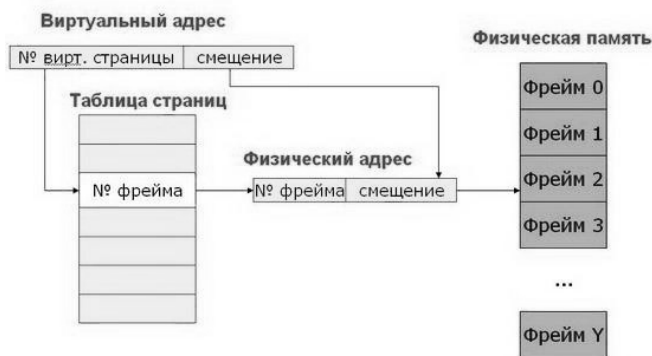 Виртуальный адрес
№ вирт. страницы смещение
Таблица страниц
№ фрейма
Физический адрес
№ фрейма смещение
Физическая память
Фрейм 0
Фрейм 1
Фрейм 2
Фрейм 3
...
Фрейм Y